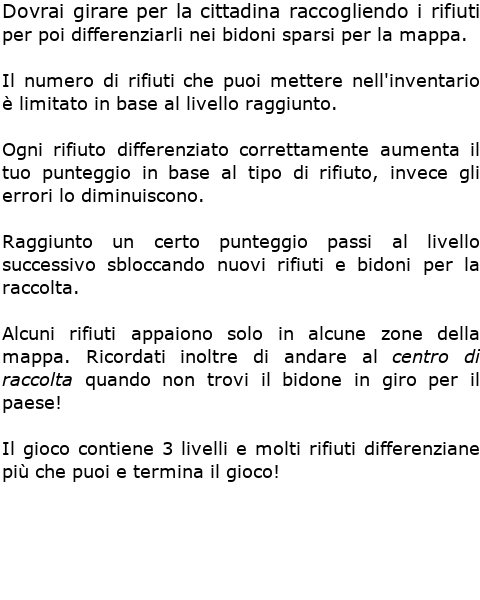 Dovrai girare per la cittadina raccogliendo i rifiuti
per poi differenziarli nei bidoni sparsi per la mappa.
Il numero di rifiuti che puoi mettere nell'inventario
è limitato in base al livello raggiunto.
Ogni rifiuto differenziato correttamente aumenta il
tuo punteggio in base al tipo di rifiuto, invece gli
errori lo diminuiscono.
Raggiunto un certo punteggio passi al livello
successivo sbloccando nuovi rifiuti e bidoni per la
raccolta.
Alcuni rifiuti appaiono solo in alcune zone della
mappa. Ricordati inoltre di andare al centro di
raccolta quando non trovi il bidone in giro per il
paese!
Il gioco contiene 3 livelli e molti rifiuti differenziane
più che puoi e termina il gioco!